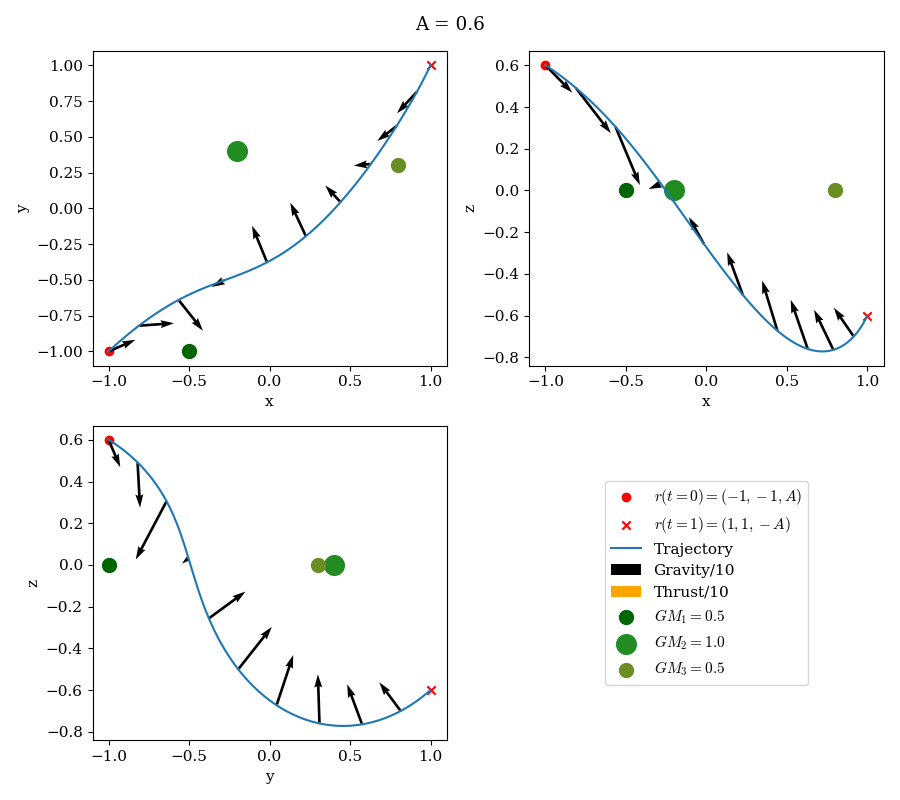 A = 0.6
1.00
0.75
0.50
0.25
0.00
−0.25
−0.50
−0.75
−1.00
y
−1.0 −0.5 0.0 0.5 1.0
x
0.6
0.4
0.2
0.0
−0.2
−0.4
−0.6
−0.8
z
−1.0 −0.5 0.0 0.5 1.0
x
0.6
0.4
0.2
0.0
−0.2
−0.4
−0.6
−0.8
z
−1.0 −0.5 0.0 0.5 1.0
y
r(t = 0) = (−1, −1, A)
r(t = 1) = (1, 1, −A)
Trajectory
Gravity/10
Thrust/10
GM₁ = 0.5
GM₂ = 1.0
GM₃ = 0.5